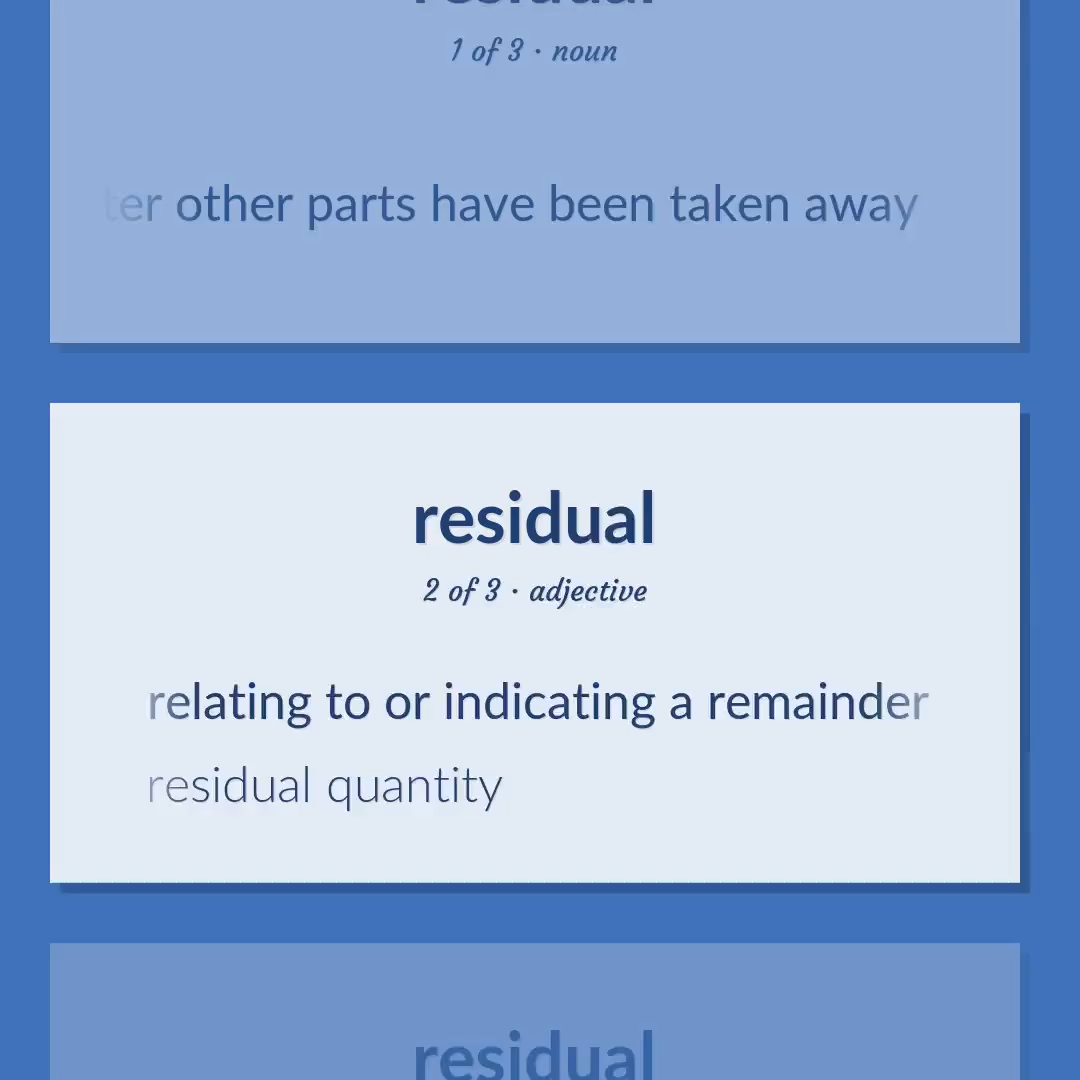 residual
1 of 3 · noun
other parts have been taken away
residual
2 of 3 · adjective
relating to or indicating a remainder
residual quantity
residual